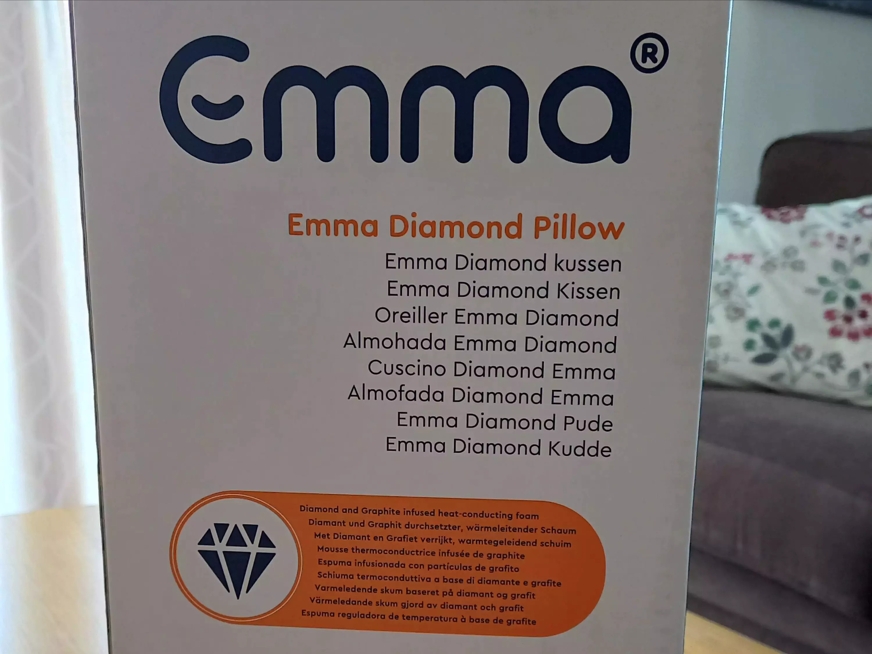 Emma®
Emma Diamond Pillow
Emma Diamond kussen
Emma Diamond Kissen
Oreiller Emma Diamond
Almohada Emma Diamond
Cuscino Diamond Emma
Almofada Diamond Emma
Emma Diamond Pude
Emma Diamond Kudde
Diamond and Graphite infused heat-conducting foam
Diamant und Graphit durchsetzter, wärmeleitender Schaum
Met Diamant en Grafiet verrijkt, warmtegeleidend schuim
Mousse thermoconductrice infusée de graphite
Espuma infusionada con partículas de grafito
Schiuma termoconduttiva a base di diamante e grafite
Varmeledende skum baseret på diamant og grafit
Värmeledande skum gjord av diamant och grafit
Espuma reguladora de temperatura à base de grafite